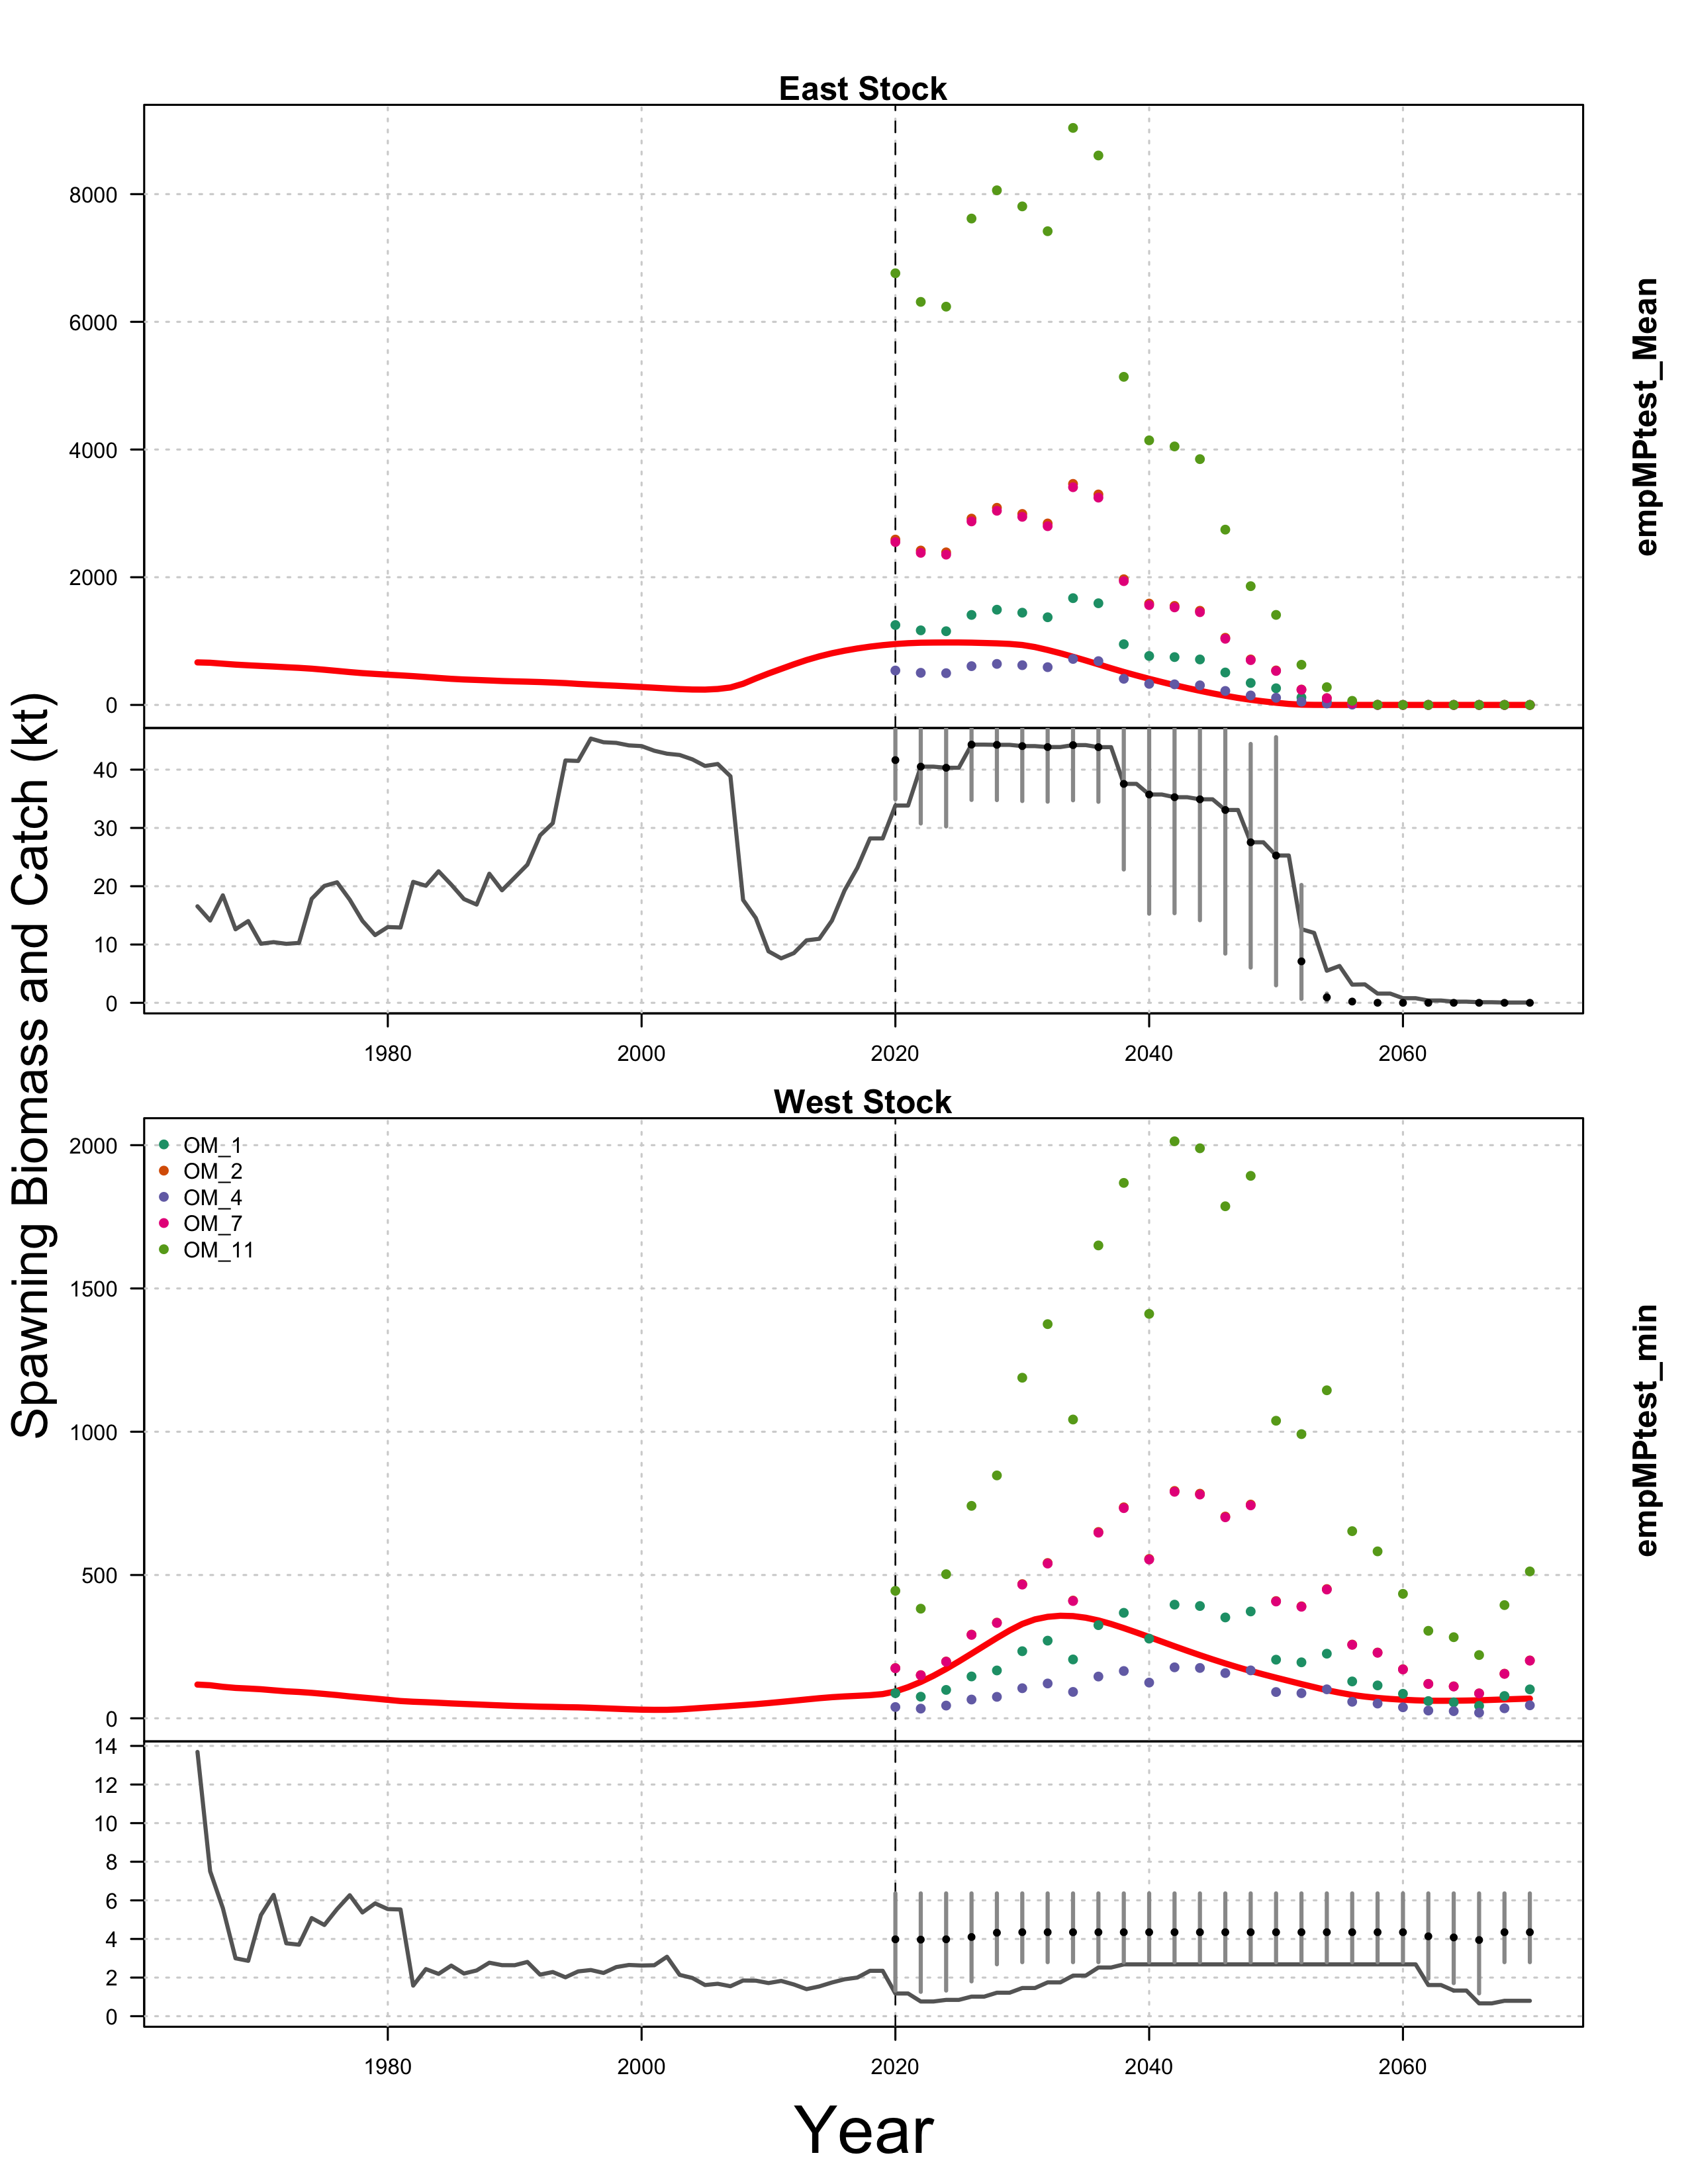 East Stock
8000
6000
4000
2000
0
empMPtest_Mean
40
30
20
10
0
1980 2000 2020 2040 2060
Spawning Biomass and Catch (kt)
West Stock
2000
1500
1000
500
0
OM_1
OM_2
OM_4
OM_7
OM_11
empMPtest_min
14
12
10
8
6
4
2
0
1980 2000 2020 2040 2060
Year